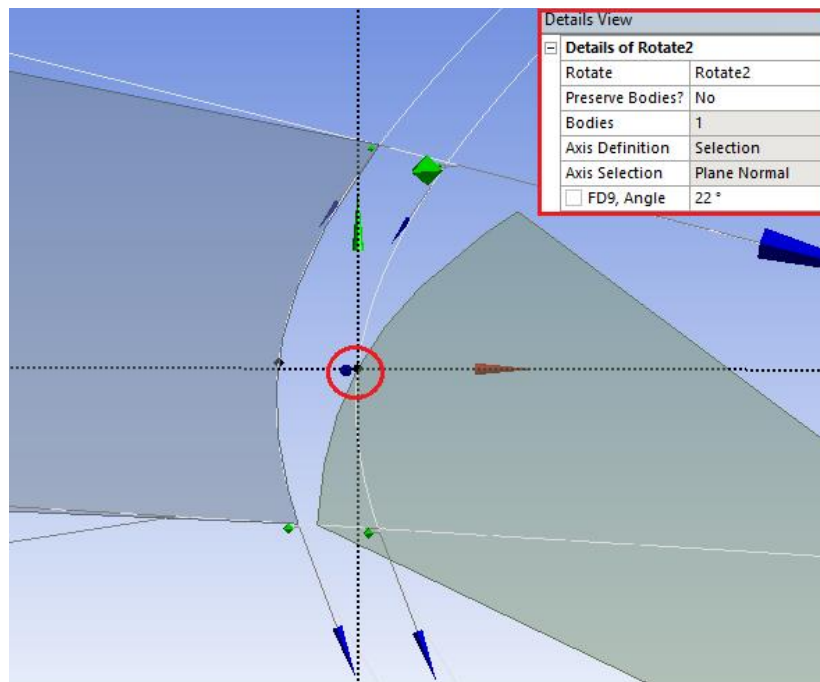 Details View
Details of Rotate2
Rotate Rotate2
Preserve Bodies? No
Bodies 1
Axis Definition Selection
Axis Selection Plane Normal
FD9, Angle 22 °